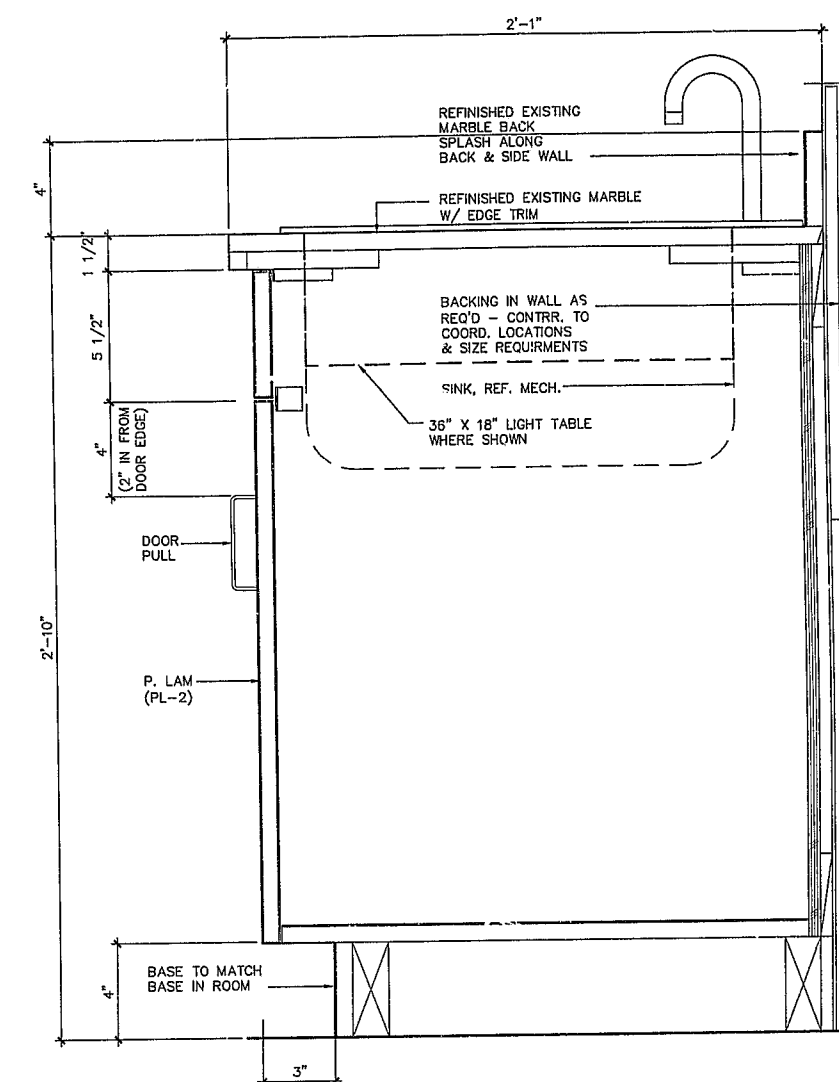 2'-1"
REFINISHED EXISTING
MARBLE BACK
SPLASH ALONG
BACK & SIDE WALL
4"
REFINISHED EXISTING MARBLE
W/ EDGE TRIM
1 1/2"
5 1/2"
BACKING IN WALL AS
REQ'D - CONTRR. TO
COORD. LOCATIONS
& SIZE REQUIRMENTS
SINK, REF. MECH.
36" X 18" LIGHT TABLE
WHERE SHOWN
4"
(2" IN FROM
DOOR EDGE)
DOOR
PULL
2'-10"
P. LAM
(PL-2)
BASE TO MATCH
BASE IN ROOM
4"
3"